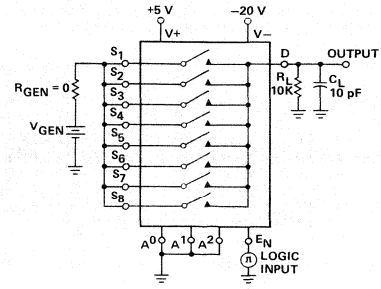 +5 V
−20 V
V+
V−
D
OUTPUT
S1
S2
S3
S4
S5
S6
S7
S8
RGEN = 0
VGEN
RL
10K
CL
10 pF
A0
A1
A2
EN
LOGIC
INPUT